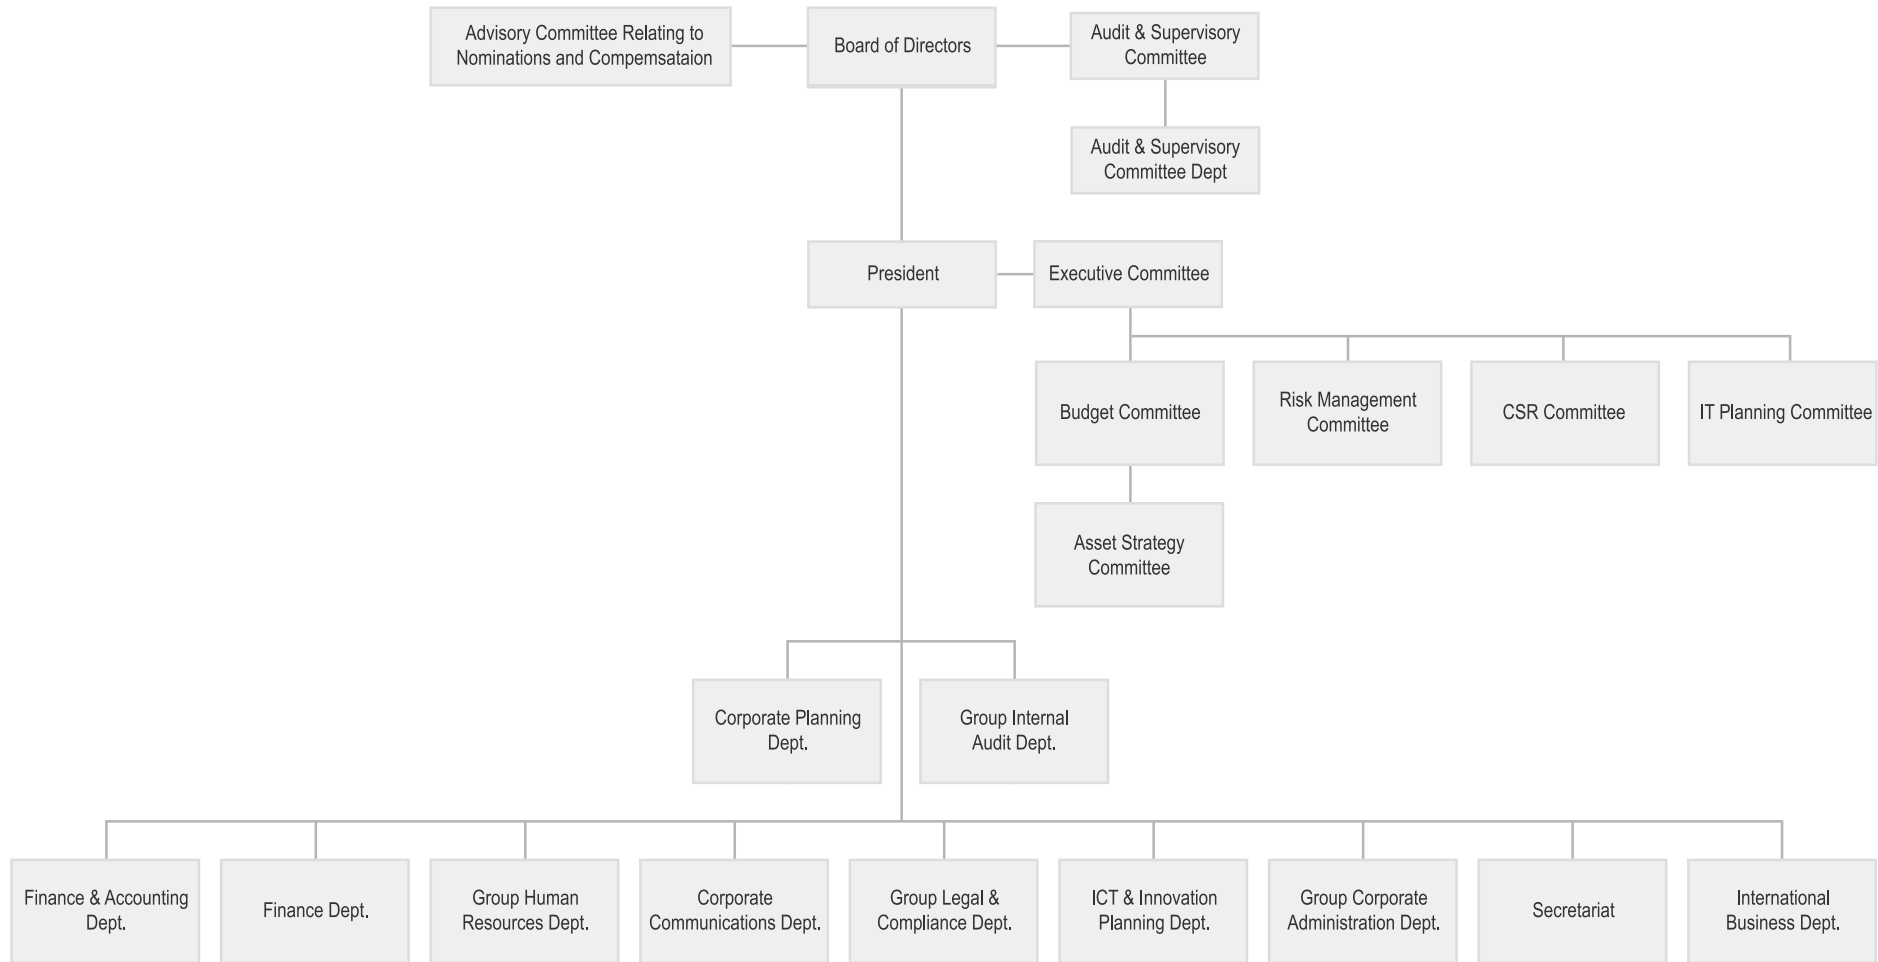 Advisory Committee Relating to
Nominations and Compemsataion
Board of Directors
Audit & Supervisory
Committee
Audit & Supervisory
Committee Dept
President
Executive Committee
Budget Committee
Risk Management
Committee
CSR Committee
IT Planning Committee
Asset Strategy
Committee
Corporate Planning
Dept.
Group Internal
Audit Dept.
Finance & Accounting
Dept.
Finance Dept.
Group Human
Resources Dept.
Corporate
Communications Dept.
Group Legal &
Compliance Dept.
ICT & Innovation
Planning Dept.
Group Corporate
Administration Dept.
Secretariat
International
Business Dept.